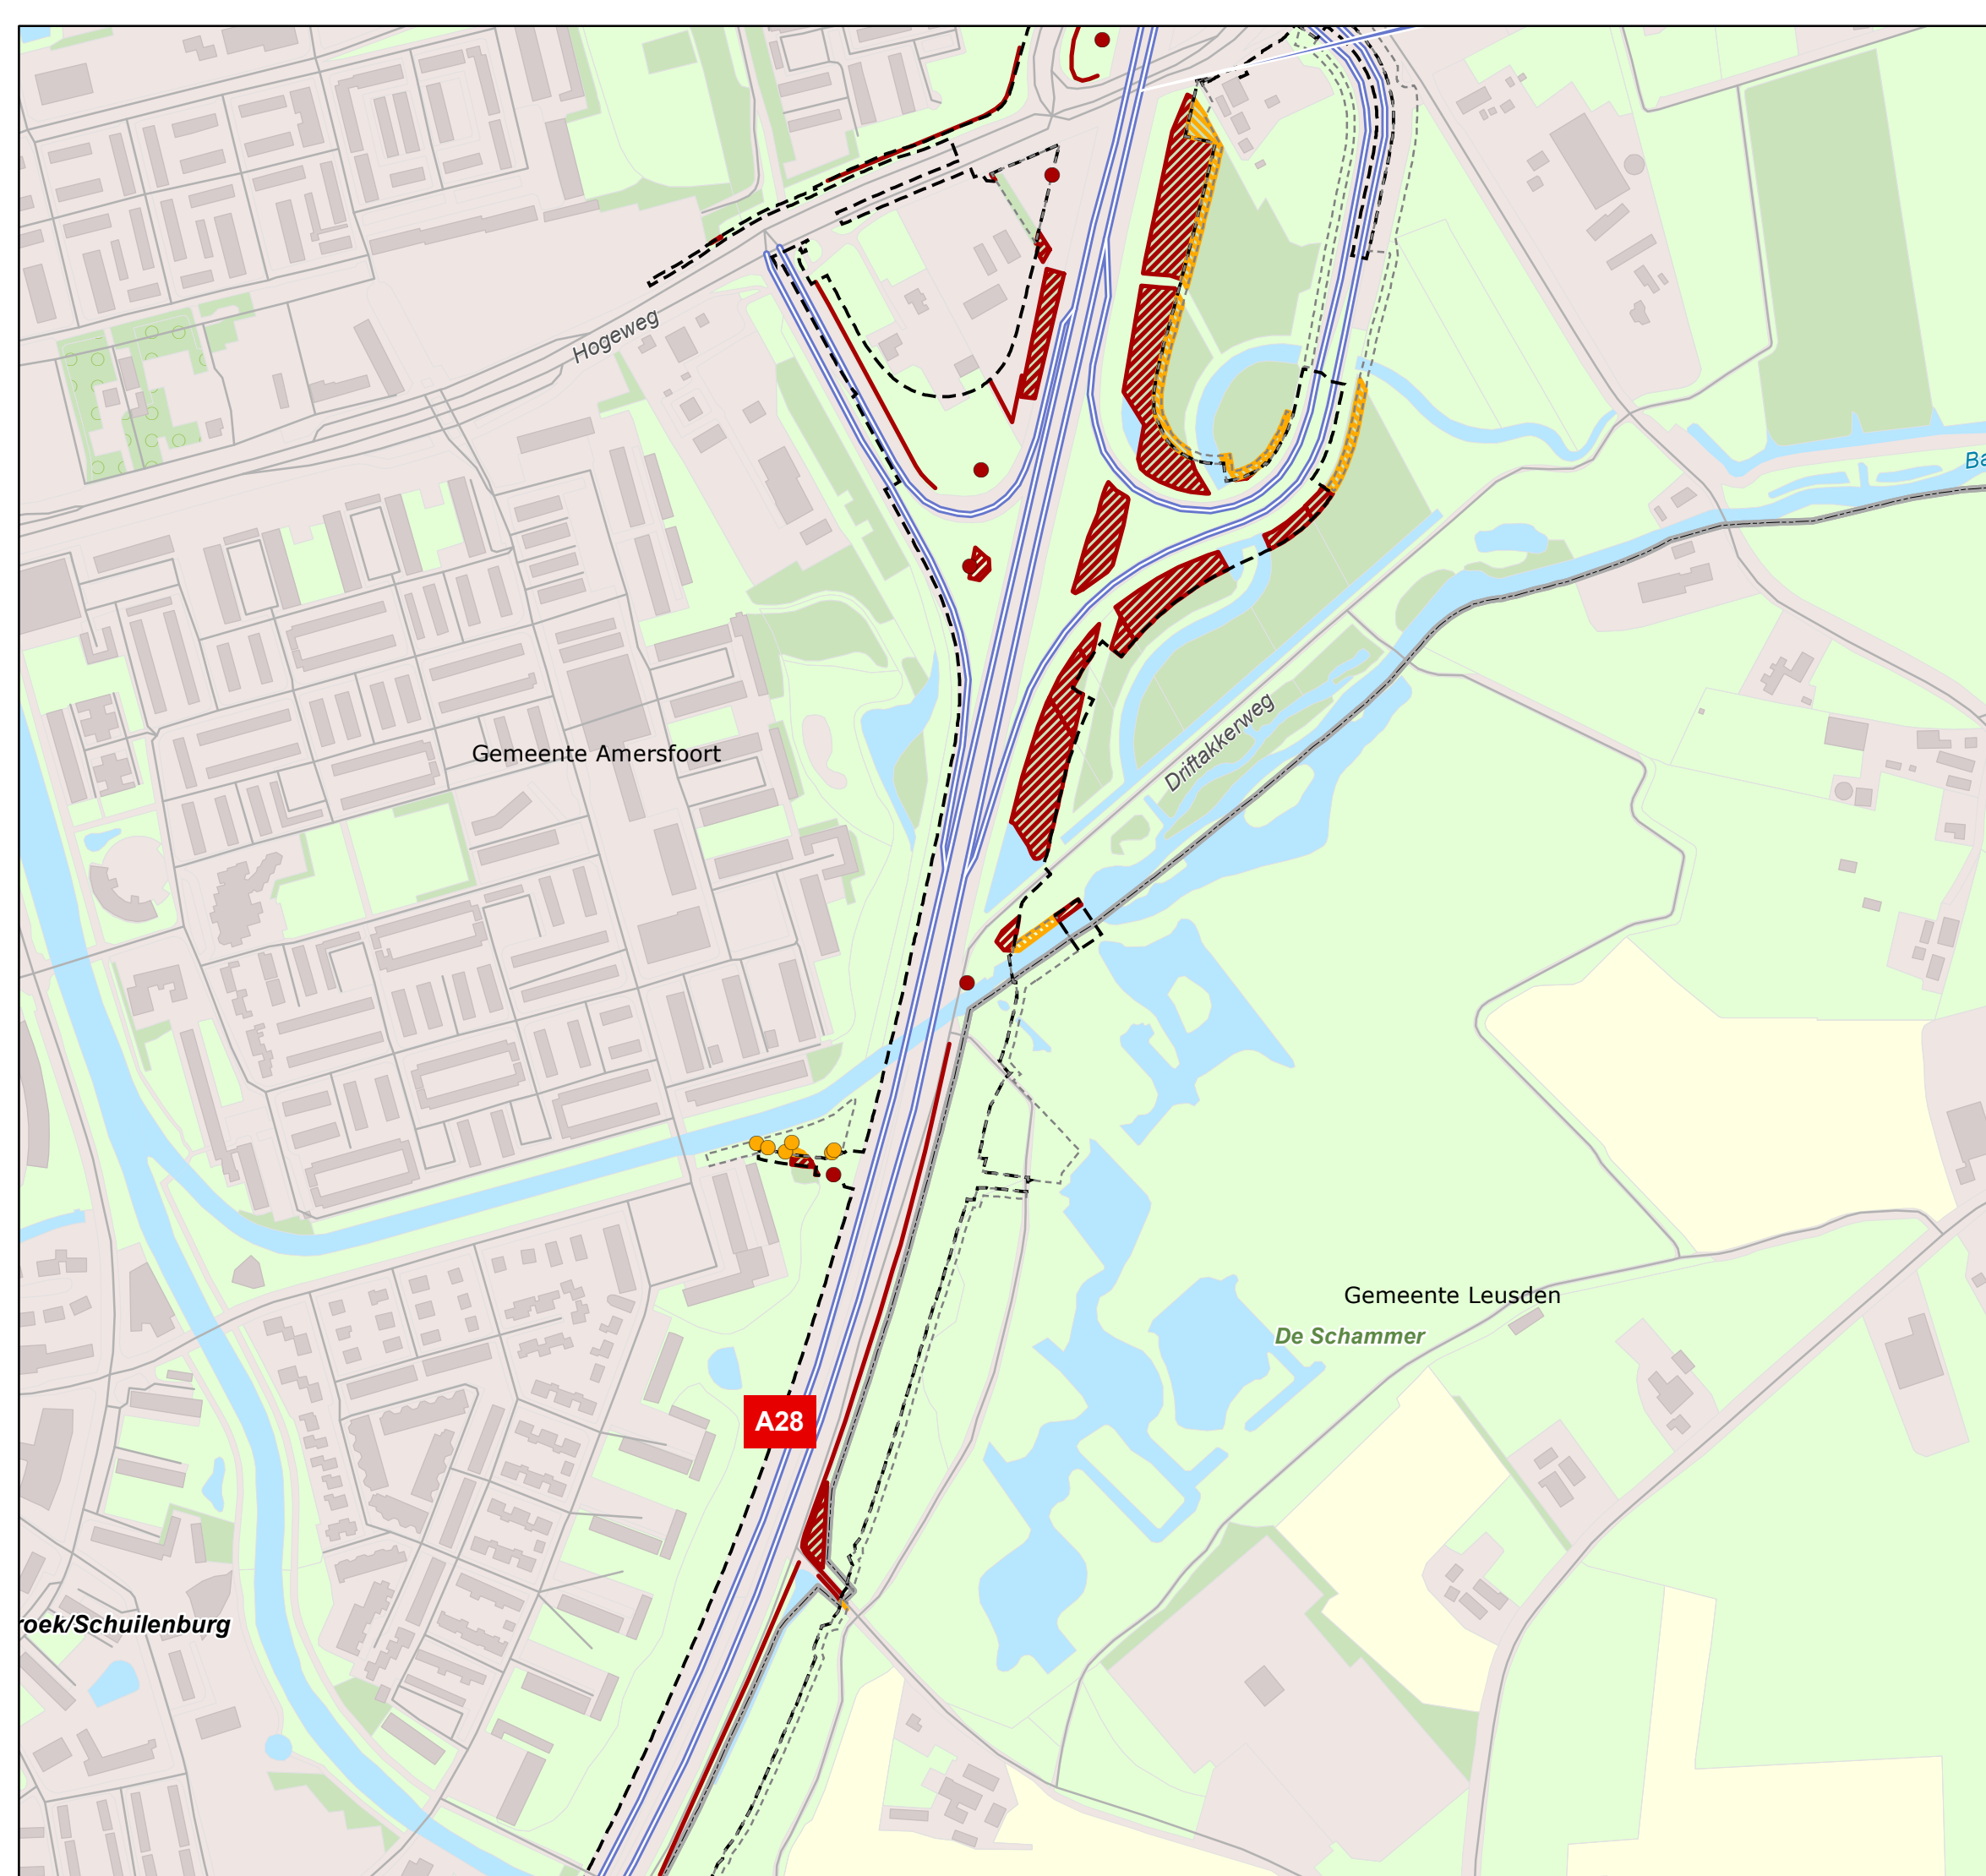 Hogeweg
Ba
Gemeente Amersfoort
Driftakkerweg
Gemeente Leusden
De Schammer
A28
roek/Schuilenburg